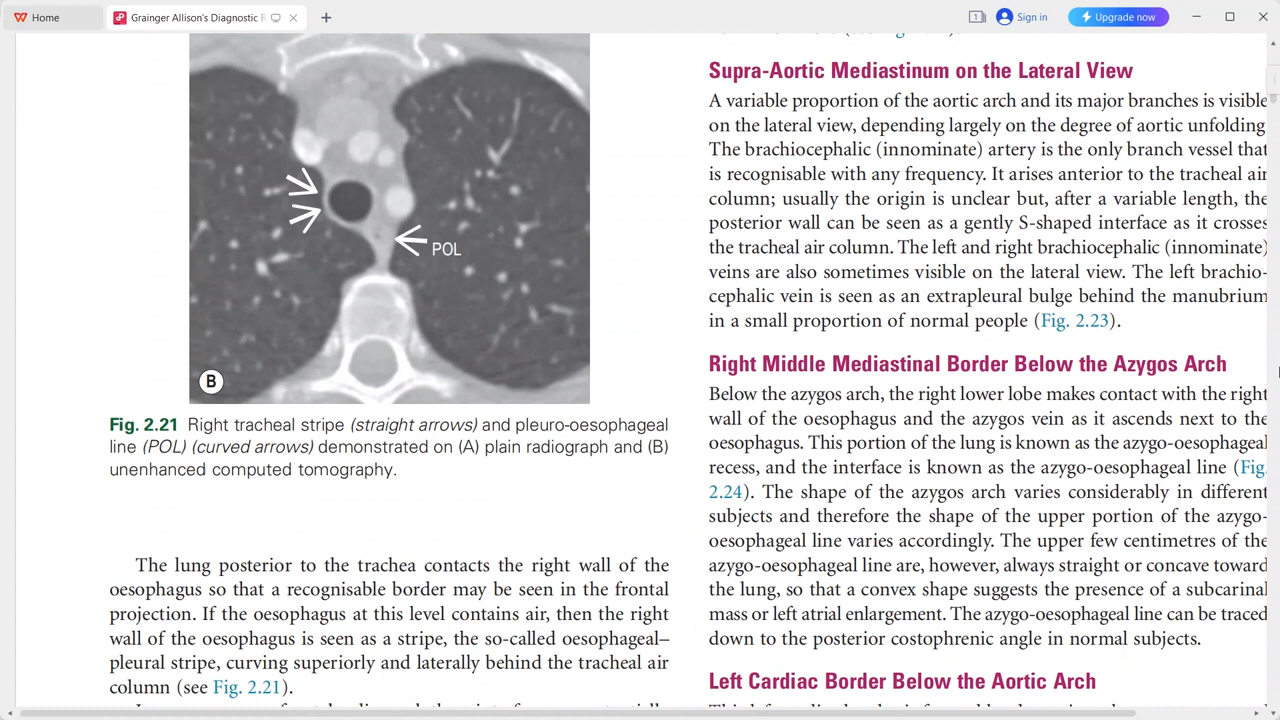 Home
Grainger Allison's Diagnostic R
1
Sign in
Upgrade now
POL
B
Fig. 2.21 Right tracheal stripe (straight arrows) and pleuro-oesophageal
line (POL) (curved arrows) demonstrated on (A) plain radiograph and (B)
unenhanced computed tomography.
The lung posterior to the trachea contacts the right wall of the
oesophagus so that a recognisable border may be seen in the frontal
projection. If the oesophagus at this level contains air, then the right
wall of the oesophagus is seen as a stripe, the so-called oesophageal–
pleural stripe, curving superiorly and laterally behind the tracheal air
column (see Fig. 2.21).
Supra-Aortic Mediastinum on the Lateral View
A variable proportion of the aortic arch and its major branches is visible
on the lateral view, depending largely on the degree of aortic unfolding
The brachiocephalic (innominate) artery is the only branch vessel that
is recognisable with any frequency. It arises anterior to the tracheal air
column; usually the origin is unclear but, after a variable length, the
posterior wall can be seen as a gently S-shaped interface as it crosses
the tracheal air column. The left and right brachiocephalic (innominate)
veins are also sometimes visible on the lateral view. The left brachio-
cephalic vein is seen as an extrapleural bulge behind the manubrium
in a small proportion of normal people (Fig. 2.23).
Right Middle Mediastinal Border Below the Azygos Arch
Below the azygos arch, the right lower lobe makes contact with the right
wall of the oesophagus and the azygos vein as it ascends next to the
oesophagus. This portion of the lung is known as the azygo-oesophageal
recess, and the interface is known as the azygo-oesophageal line (Fig.
2.24). The shape of the azygos arch varies considerably in different
subjects and therefore the shape of the upper portion of the azygo-
oesophageal line varies accordingly. The upper few centimetres of the
azygo-oesophageal line are, however, always straight or concave toward
the lung, so that a convex shape suggests the presence of a subcarinal
mass or left atrial enlargement. The azygo-oesophageal line can be traced
down to the posterior costophrenic angle in normal subjects.
Left Cardiac Border Below the Aortic Arch